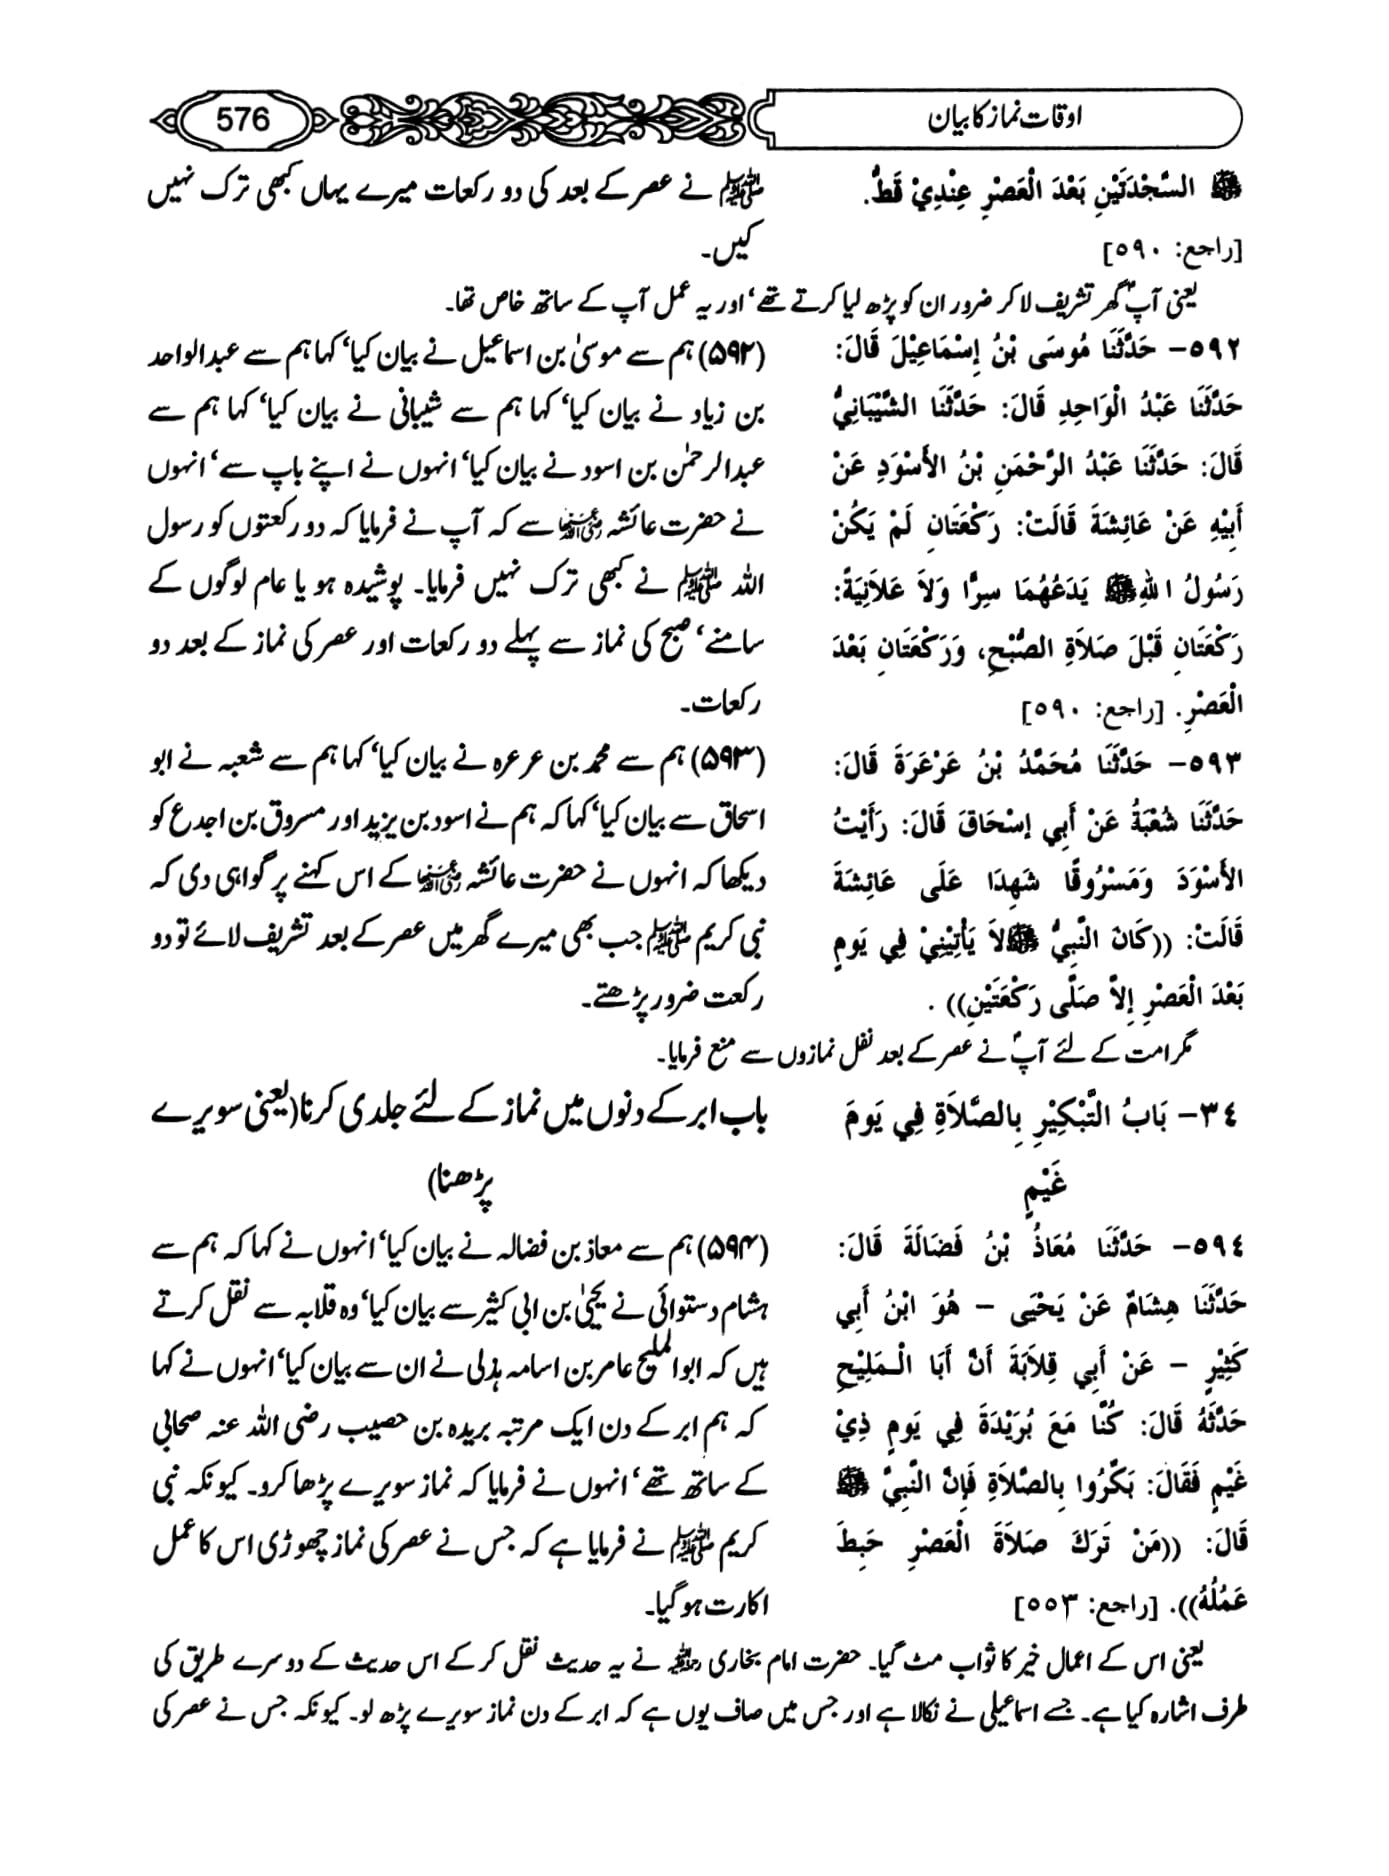 576
اوقات نماز کا بیان
ﷺ السَّجْدَتَيْنِ بَعْدَ الْعَصْرِ عِنْدِيْ قَطُّ.
[راجع: ٥٩٠]
ﷺ نے عصر کے بعد کی دو رکعات میرے یہاں کبھی ترک نہیں
کیں۔
یعنی آپؐ گھر تشریف لا کر ضرور ان کو پڑھ لیا کرتے تھے‘ اور یہ عمل آپ کے ساتھ خاص تھا۔
٥٩٢- حَدَّثَنَا مُوسَى بْنُ إِسْمَاعِيْلَ قَالَ:
حَدَّثَنَا عَبْدُ الْوَاحِدِ قَالَ: حَدَّثَنَا الشَّيْبَانِيُّ
قَالَ: حَدَّثَنَا عَبْدُ الرَّحْمَنِ بْنُ الأَسْوَدِ عَنْ
أَبِيْهِ عَنْ عَائِشَةَ قَالَتْ: رَكْعَتَانِ لَمْ يَكُنْ
رَسُولُ اللهِ ﷺ يَدَعُهُمَا سِرًّا وَلاَ عَلاَنِيَةً:
رَكْعَتَانِ قَبْلَ صَلاَةِ الصُّبْحِ، وَرَكْعَتَانِ بَعْدَ
الْعَصْرِ. [راجع: ٥٩٠]
(۵۹۲) ہم سے موسیٰ بن اسماعیل نے بیان کیا‘ کہا ہم سے عبدالواحد
بن زیاد نے بیان کیا‘ کہا ہم سے شیبانی نے بیان کیا‘ کہا ہم سے
عبدالرحمٰن بن اسود نے بیان کیا‘ انہوں نے اپنے باپ سے‘ انہوں
نے حضرت عائشہ رضی اللہ عنہا سے کہ آپ نے فرمایا کہ دو رکعتوں کو رسول
اللہ ﷺ نے کبھی ترک نہیں فرمایا۔ پوشیدہ ہو یا عام لوگوں کے
سامنے‘ صبح کی نماز سے پہلے دو رکعات اور عصر کی نماز کے بعد دو
رکعات۔
٥٩٣- حَدَّثَنَا مُحَمَّدُ بْنُ عَرْعَرَةَ قَالَ:
حَدَّثَنَا شُعْبَةُ عَنْ أَبِي إِسْحَاقَ قَالَ: رَأَيْتُ
الأَسْوَدَ وَمَسْرُوقًا شَهِدَا عَلَى عَائِشَةَ
قَالَتْ: ((كَانَ النَّبِيُّ ﷺ لاَ يَأْتِيْنِيْ فِي يَومٍ
بَعْدَ الْعَصْرِ إِلاَّ صَلَّى رَكْعَتَيْنِ)) .
(۵۹۳) ہم سے محمد بن عرعرہ نے بیان کیا‘ کہا ہم سے شعبہ نے ابو
اسحاق سے بیان کیا‘ کہا کہ ہم نے اسود بن یزید اور مسروق بن اجدع کو
دیکھا کہ انہوں نے حضرت عائشہ رضی اللہ عنہا کے اس کہنے پر گواہی دی کہ
نبی کریم ﷺ جب بھی میرے گھر میں عصر کے بعد تشریف لائے تو دو
رکعت ضرور پڑھتے۔
مگر امت کے لئے آپؐ نے عصر کے بعد نفل نمازوں سے منع فرمایا۔
٣٤- بَابُ التَّبْكِيْرِ بِالصَّلاَةِ فِي يَومَ
غَيْمٍ
باب ابر کے دنوں میں نماز کے لئے جلدی کرنا (یعنی سویرے
پڑھنا)
٥٩٤- حَدَّثَنَا مُعَاذُ بْنُ فَضَالَةَ قَالَ:
حَدَّثَنَا هِشَامٌ عَنْ يَحْيَى – هُوَ ابْنُ أَبِي
كَثِيْرٍ – عَنْ أَبِي قِلاَبَةَ أَنَّ أَبَا الْمَلِيْحِ
حَدَّثَهُ قَالَ: كُنَّا مَعَ بُرَيْدَةَ فِي يَومٍ ذِيْ
غَيْمٍ فَقَالَ: بَكِّرُوا بِالصَّلاَةِ فَإِنَّ النَّبِيَّ ﷺ
قَالَ: ((مَنْ تَرَكَ صَلاَةَ الْعَصْرِ حَبِطَ
عَمَلُهُ)). [راجع: ٥٥٣]
(۵۹۴) ہم سے معاذ بن فضالہ نے بیان کیا‘ انہوں نے کہا کہ ہم سے
ہشام دستوائی نے یحییٰ بن ابی کثیر سے بیان کیا‘ وہ قلابہ سے نقل کرتے
ہیں کہ ابوالملیح عامر بن اسامہ ہذلی نے ان سے بیان کیا‘ انہوں نے کہا
کہ ہم ابر کے دن ایک مرتبہ بریدہ بن حصیب رضی اللہ عنہ صحابی
کے ساتھ تھے‘ انہوں نے فرمایا کہ نماز سویرے پڑھا کرو۔ کیونکہ نبی
کریم ﷺ نے فرمایا ہے کہ جس نے عصر کی نماز چھوڑی اس کا عمل
اکارت ہو گیا۔
یعنی اس کے اعمال خیر کا ثواب مٹ گیا۔ حضرت امام بخاری رحمہ اللہ نے یہ حدیث نقل کر کے اس حدیث کے دوسرے طریق کی
طرف اشارہ کیا ہے۔ جسے اسماعیلی نے نکالا ہے اور جس میں صاف یوں ہے کہ ابر کے دن نماز سویرے پڑھ لو۔ کیونکہ جس نے عصر کی